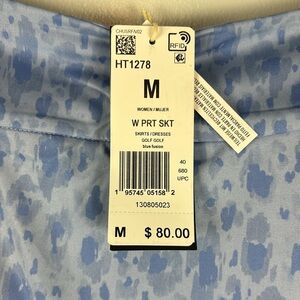 CHU5RFN02
RFID
HT1278
M
WOMEN / MUJER
W PRT SKT
SKIRTS / DRESSES
GOLF GOLF
blue fusion
40
680
UPC
1 95745 05158 2
130805023
M $ 80.00